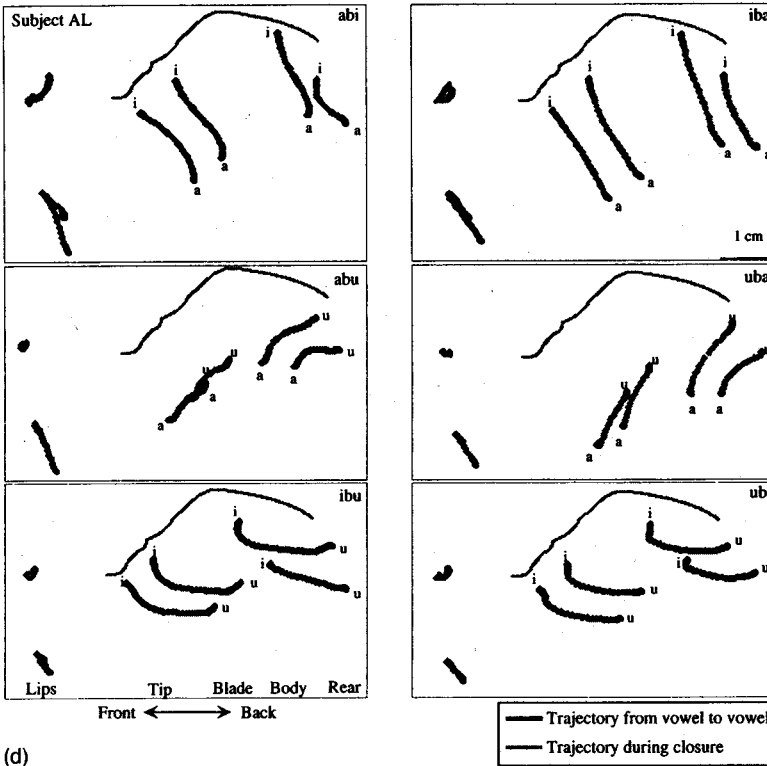 Subject AL
abi
i
i
i
i
a
a
a
a
iba
i
i
i
i
a
a
a
a
1 cm
abu
u
u
u
u
a
a
a
a
uba
u
u
u
u
a
a
a
a
ibu
i
i
i
i
u
u
u
u
Lips Tip Blade Body Rear
Front Back
ub
i
i
i
i
u
u
u
u
Trajectory from vowel to vowel
Trajectory during closure
(d)